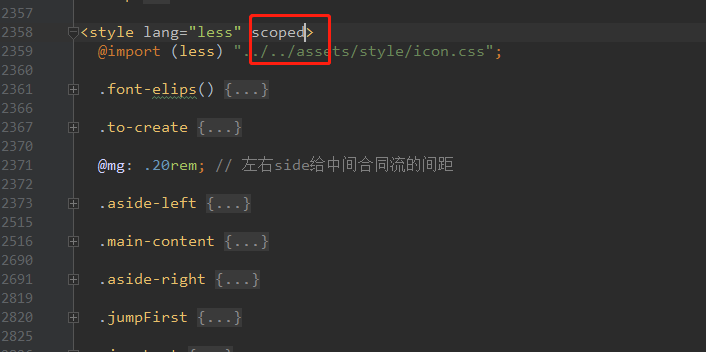 2357
2358 <style lang="less" scoped>
2359 @import (less) "../../assets/style/icon.css";
2360
2361 .font-elips() {...}
2366
2367 .to-create {...}
2370
2371 @mg: .20rem; // 左右side给中间合同流的间距
2372
2373 .aside-left {...}
2515
2516 .main-content {...}
2690
2691 .aside-right {...}
2819
2820 .jumpFirst {...}
2825